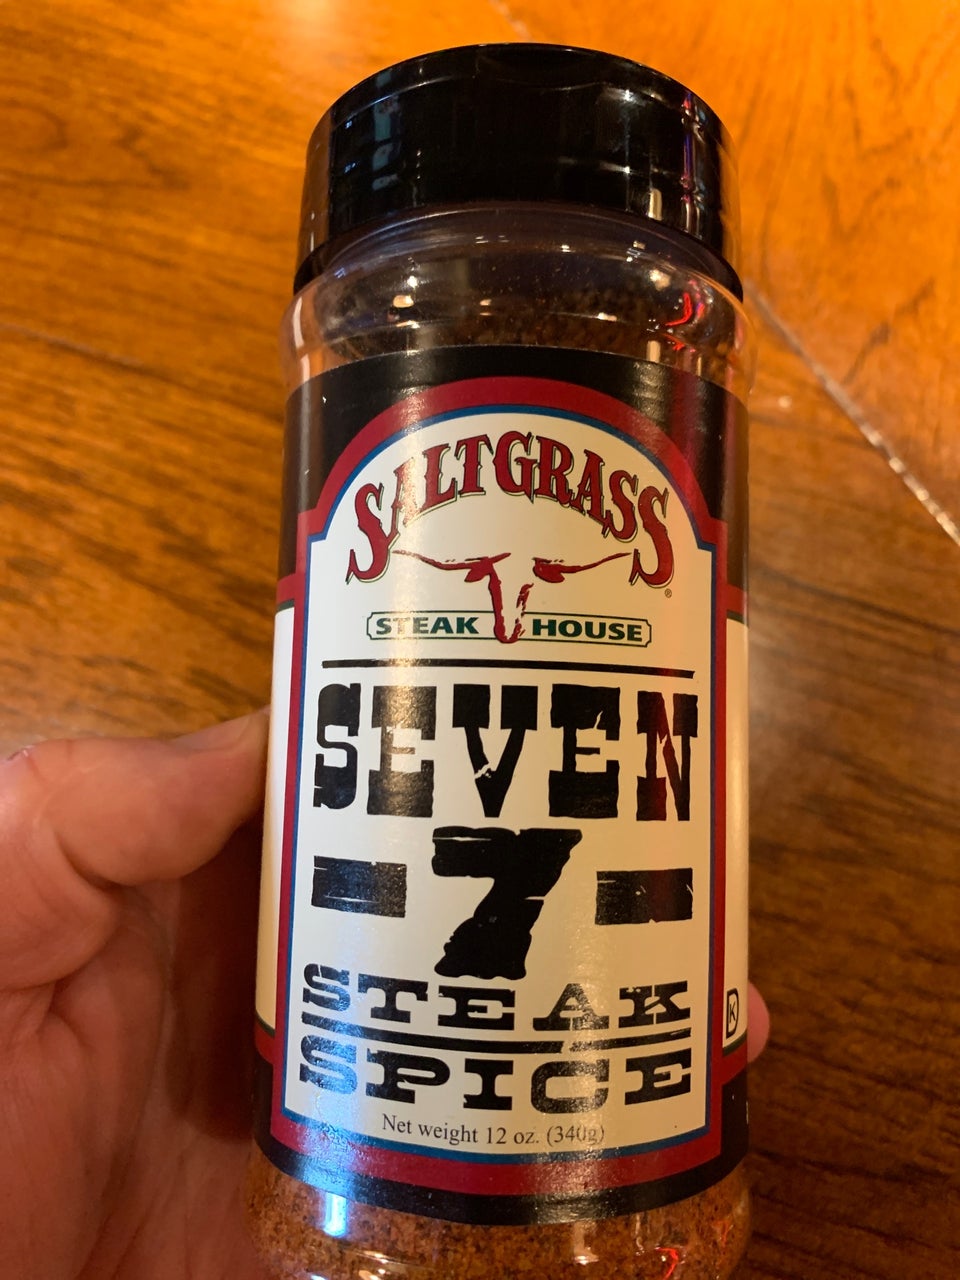 SALTGRASS
®
STEAK HOUSE
SEVEN
-7-
STEAK
SPICE
K
Net weight 12 oz. (340g)